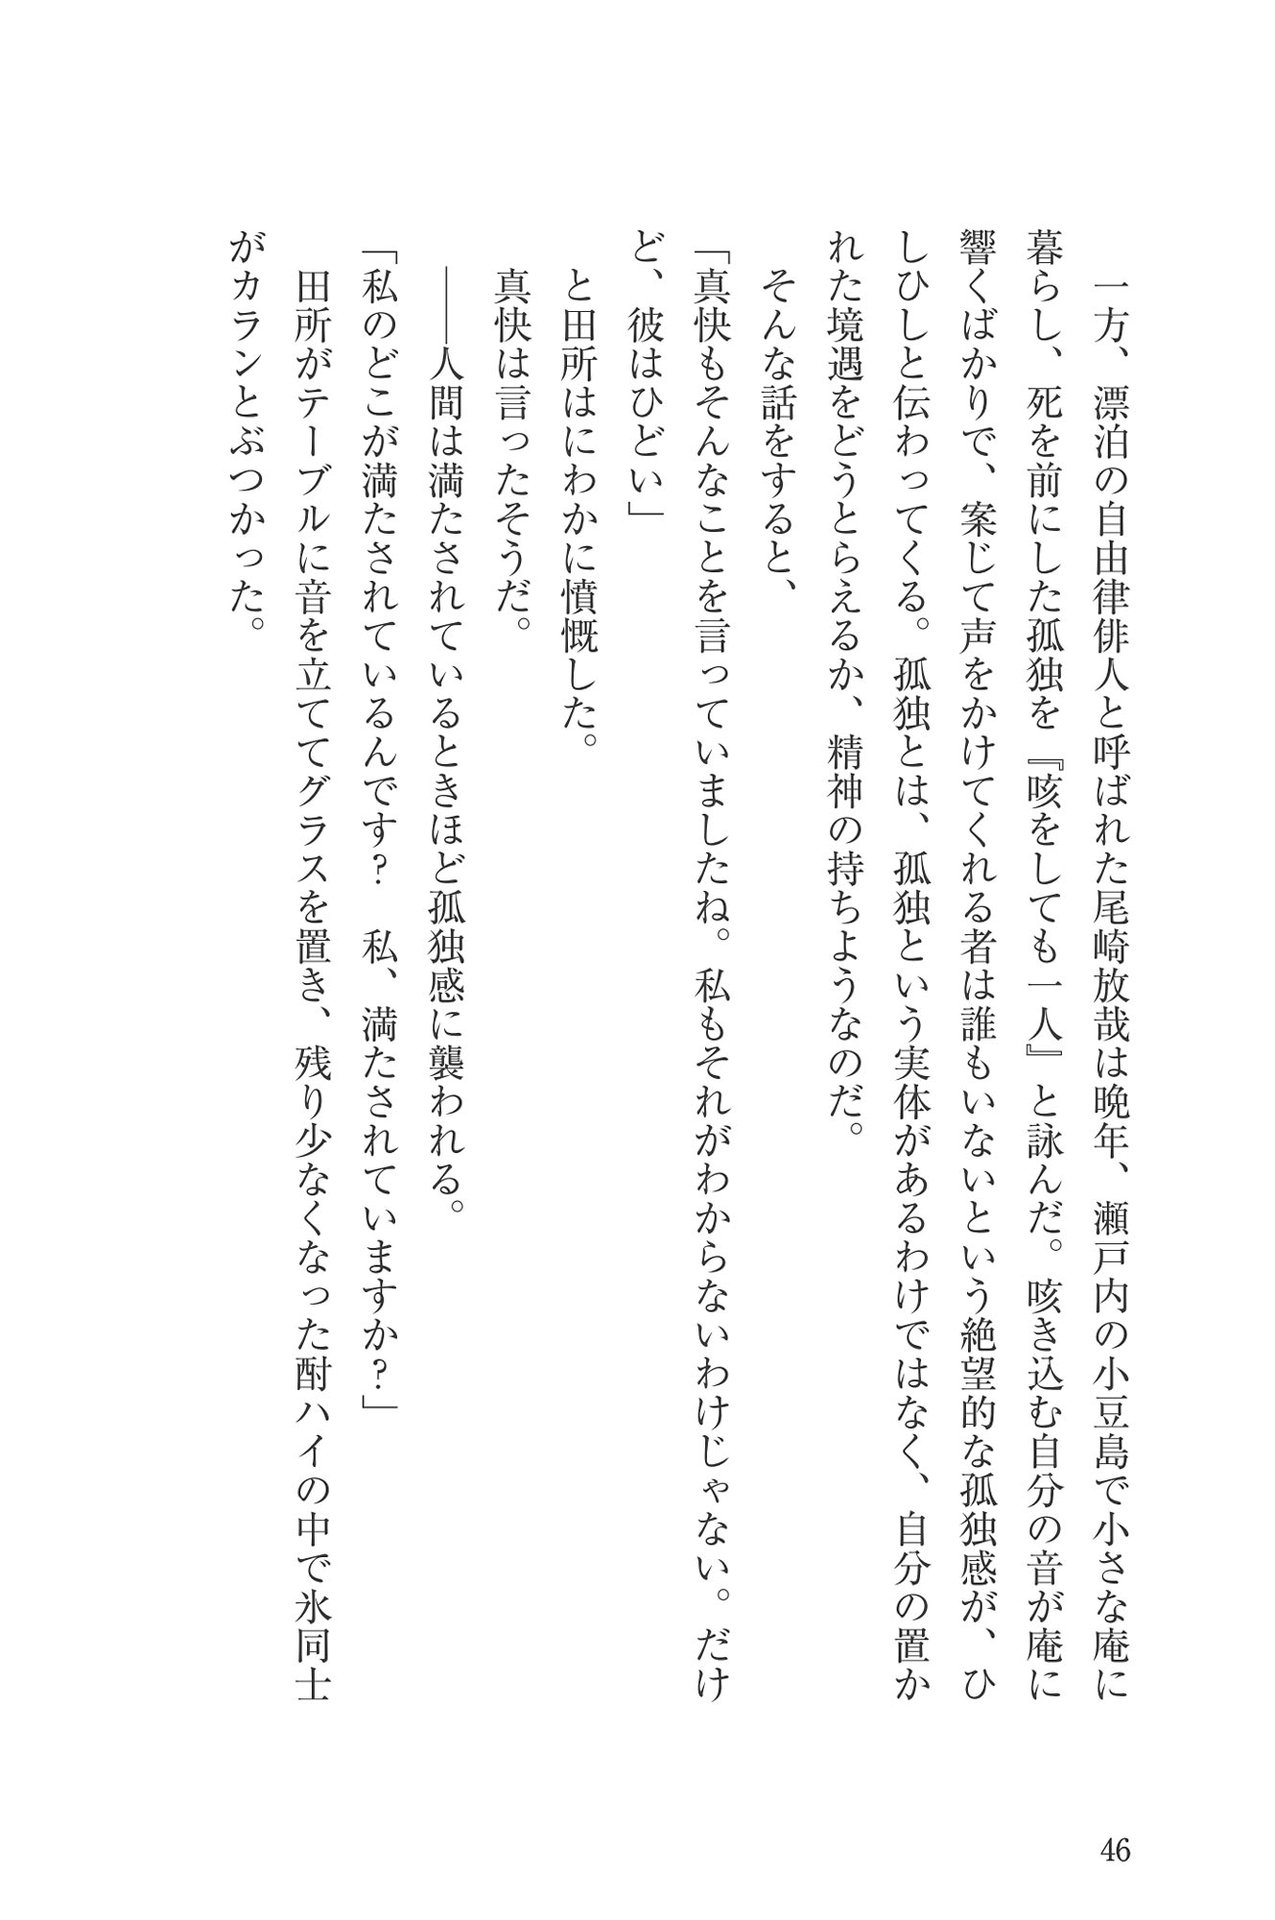 一方、漂泊の自由律俳人と呼ばれた尾崎放哉は晩年、瀬戸内の小豆島で小さな庵に
暮らし、死を前にした孤独を『咳をしても一人』と詠んだ。咳き込む自分の音が庵に
響くばかりで、案じて声をかけてくれる者は誰もいないという絶望的な孤独感が、ひ
しひしと伝わってくる。孤独とは、孤独という実体があるわけではなく、自分の置か
れた境遇をどうとらえるか、精神の持ちようなのだ。
そんな話をすると、
「真快もそんなことを言っていましたね。私もそれがわからないわけじゃない。だけ
ど、彼はひどい」
と田所はにわかに憤慨した。
真快は言ったそうだ。
――人間は満たされているときほど孤独感に襲われる。
「私のどこが満たされているんです？　私、満たされていますか？」
田所がテーブルに音を立ててグラスを置き、残り少なくなった酎ハイの中で氷同士
がカランとぶつかった。
46